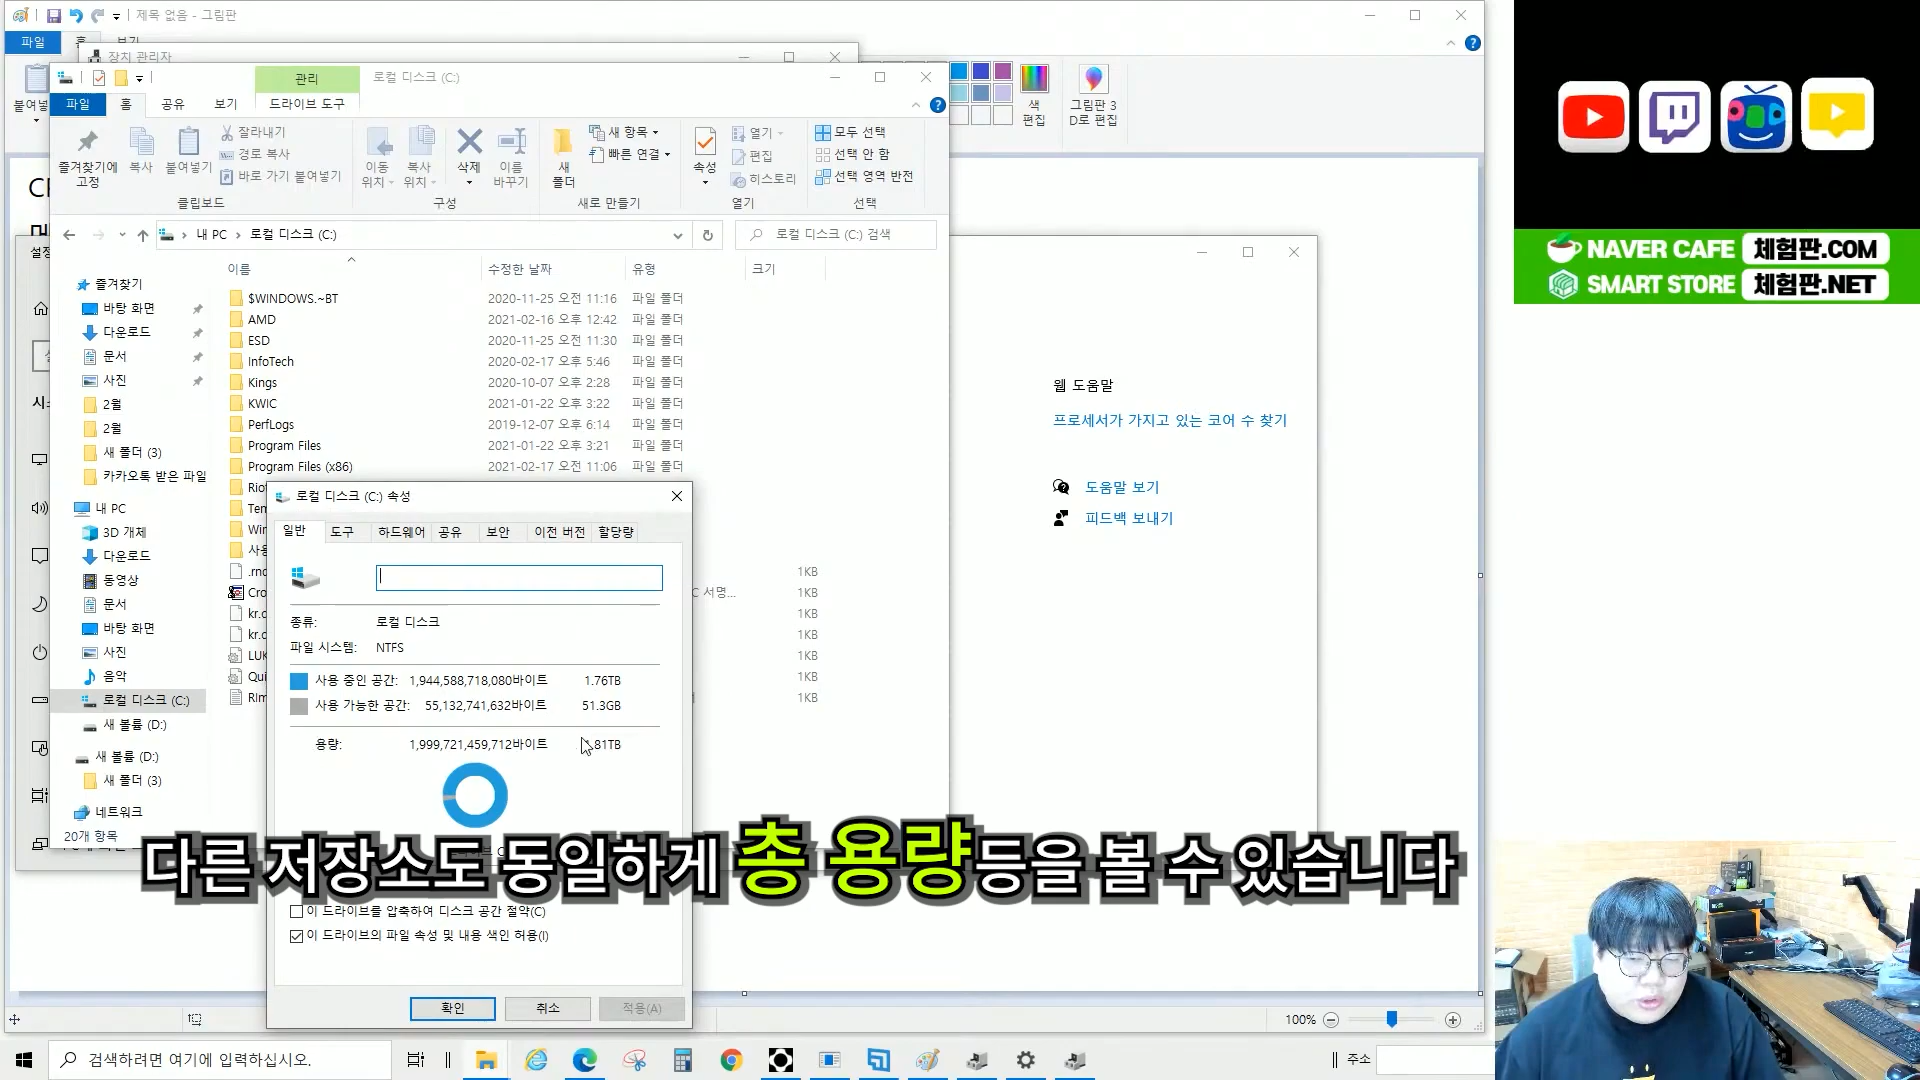 제목 없음 - 그림판
파일
보기
장치 관리자
관리
로컬 디스크 (C:)
파일
홈
공유
보기
드라이브 도구
즐겨찾기에 고정
복사
붙여넣기
잘라내기
경로 복사
바로 가기 붙여넣기
클립보드
이동 위치
복사 위치
삭제
이름 바꾸기
구성
새 폴더
새 항목
빠른 연결
새로 만들기
속성
열기
편집
히스토리
열기
모두 선택
선택 안 함
선택 영역 반전
선택
색 편집
그림판 3D로 편집
내 PC › 로컬 디스크 (C:)
로컬 디스크 (C:) 검색
이름 수정한 날짜 유형 크기
$WINDOWS.~BT 2020-11-25 오전 11:16 파일 폴더
AMD 2021-02-16 오후 12:42 파일 폴더
ESD 2020-11-25 오전 11:30 파일 폴더
InfoTech 2020-02-17 오후 5:46 파일 폴더
Kings 2020-10-07 오후 2:28 파일 폴더
KWIC 2021-01-22 오후 3:22 파일 폴더
PerfLogs 2019-12-07 오후 6:14 파일 폴더
Program Files 2021-01-22 오후 3:21 파일 폴더
Program Files (x86) 2021-02-17 오전 11:06 파일 폴더
1KB
1KB
1KB
1KB
1KB
1KB
1KB
즐겨찾기
바탕 화면
다운로드
문서
사진
2월
2월
새 폴더 (3)
카카오톡 받은 파일
내 PC
3D 개체
다운로드
동영상
문서
바탕 화면
사진
음악
로컬 디스크 (C:)
새 볼륨 (D:)
새 볼륨 (D:)
새 폴더 (3)
네트워크
20개 항목
로컬 디스크 (C:) 속성
일반 도구 하드웨어 공유 보안 이전 버전 할당량
종류: 로컬 디스크
파일 시스템: NTFS
사용 중인 공간: 1,944,588,718,080바이트 1.76TB
사용 가능한 공간: 55,132,741,632바이트 51.3GB
용량: 1,999,721,459,712바이트 .81TB
이 드라이브를 압축하여 디스크 공간 절약(C)
이 드라이브의 파일 속성 및 내용 색인 허용(I)
확인
취소
적용(A)
웹 도움말
프로세서가 가지고 있는 코어 수 찾기
도움말 보기
피드백 보내기
NAVER CAFE 체험판.COM
SMART STORE 체험판.NET
다른 저장소도 동일하게 총 용량등을 볼 수 있습니다
100%
검색하려면 여기에 입력하십시오.
주소